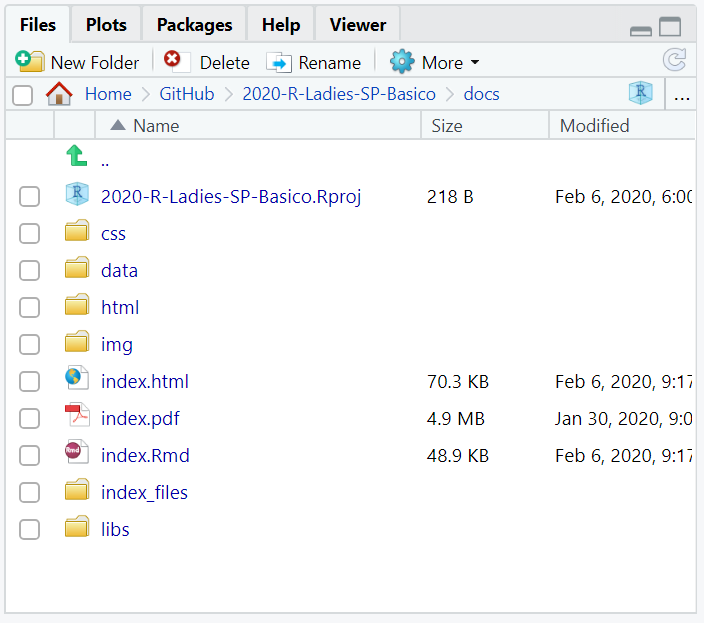 Files Plots Packages Help Viewer
New Folder Delete Rename More
Home GitHub 2020-R-Ladies-SP-Basico docs R ...
Name Size Modified
..
R 2020-R-Ladies-SP-Basico.Rproj 218 B Feb 6, 2020, 6:00
css
data
html
img
index.html 70.3 KB Feb 6, 2020, 9:17
index.pdf 4.9 MB Jan 30, 2020, 9:0
Rmd index.Rmd 48.9 KB Feb 6, 2020, 9:17
index_files
libs